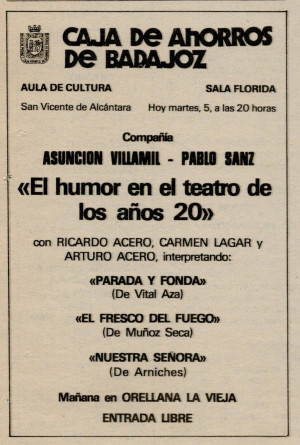 CAJA DE AHORROS
DE BADAJOZ
AULA DE CULTURA
SALA FLORIDA
San Vicente de Alcántara
Hoy martes, 5, a las 20 horas
Compañía
ASUNCION VILLAMIL - PABLO SANZ
«El humor en el teatro de
los años 20»
con RICARDO ACERO, CARMEN LAGAR y
ARTURO ACERO, interpretando:
«PARADA Y FONDA»
(De Vital Aza)
«EL FRESCO DEL FUEGO»
(De Muñoz Seca)
«NUESTRA SEÑORA»
(De Arniches)
Mañana en ORELLANA LA VIEJA
ENTRADA LIBRE